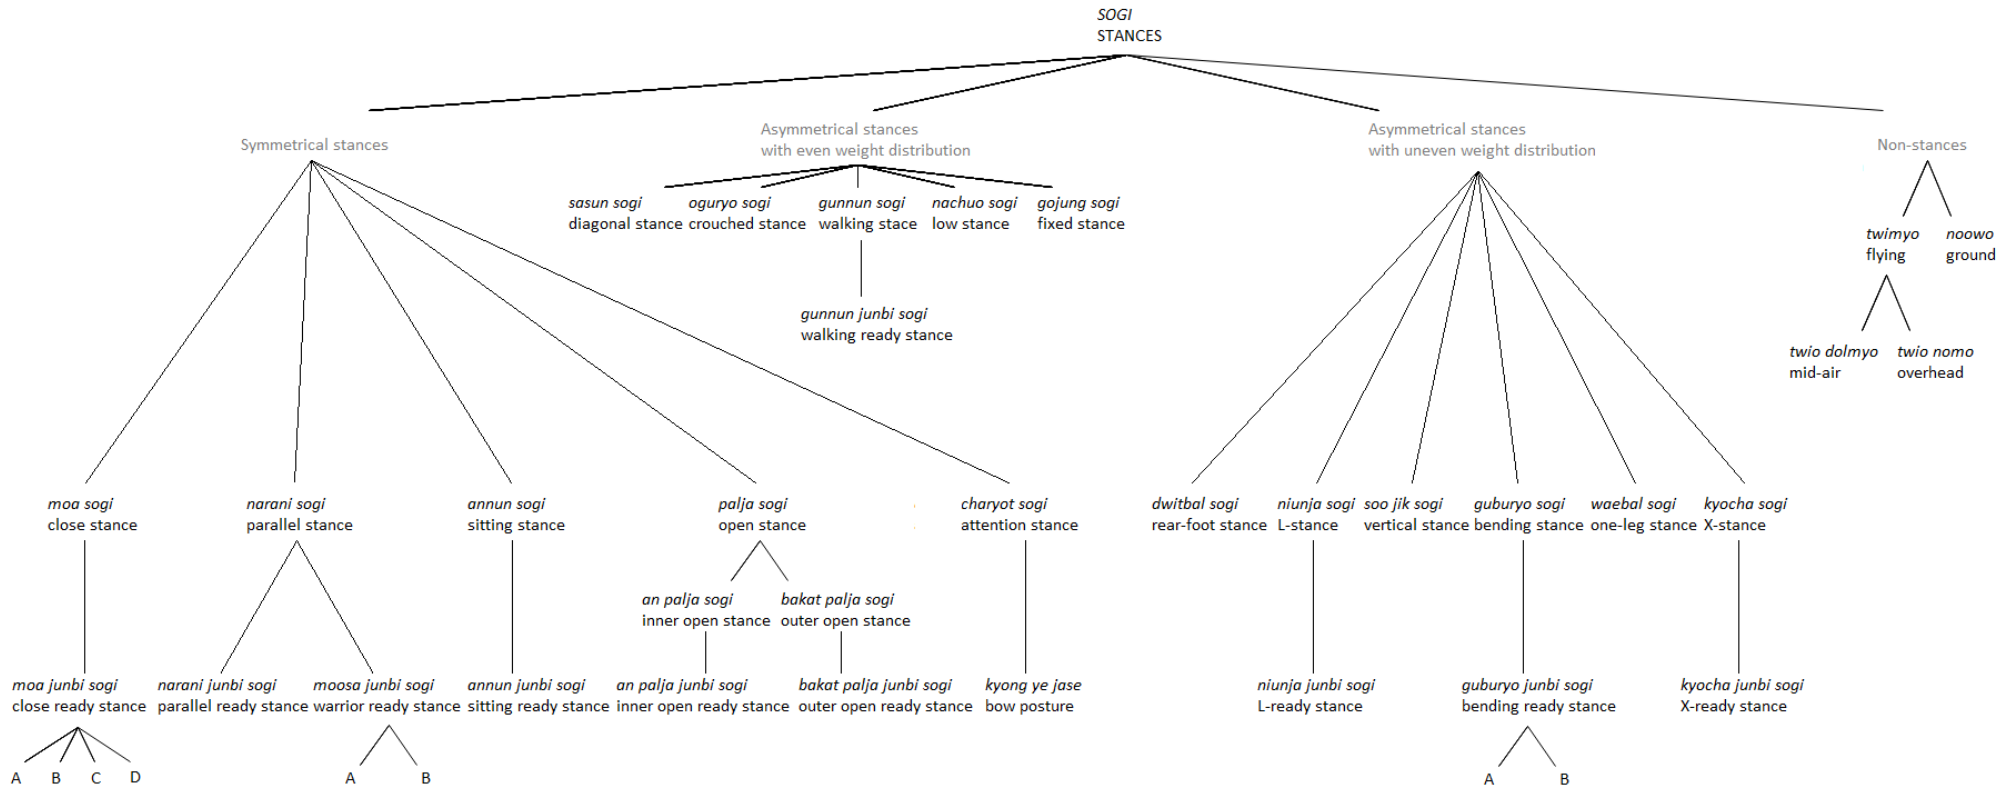 SOGI
STANCES
Symmetrical stances
Asymmetrical stances
with even weight distribution
Asymmetrical stances
with uneven weight distribution
Non-stances
sasun sogi
diagonal stance
oguryo sogi
crouched stance
gunnun sogi
walking stace
nachuo sogi
low stance
gojung sogi
fixed stance
twimyo
flying
noowo
ground
gunnun junbi sogi
walking ready stance
twio dolmyo
mid-air
twio nomo
overhead
moa sogi
close stance
narani sogi
parallel stance
annun sogi
sitting stance
palja sogi
open stance
charyot sogi
attention stance
dwitbal sogi
rear-foot stance
niunja sogi
L-stance
soo jik sogi
vertical stance
guburyo sogi
bending stance
waebal sogi
one-leg stance
kyocha sogi
X-stance
an palja sogi
inner open stance
bakat palja sogi
outer open stance
moa junbi sogi
close ready stance
narani junbi sogi
parallel ready stance
moosa junbi sogi
warrior ready stance
annun junbi sogi
sitting ready stance
an palja junbi sogi
inner open ready stance
bakat palja junbi sogi
outer open ready stance
kyong ye jase
bow posture
niunja junbi sogi
L-ready stance
guburyo junbi sogi
bending ready stance
kyocha junbi sogi
X-ready stance
A B C D
A B
A B